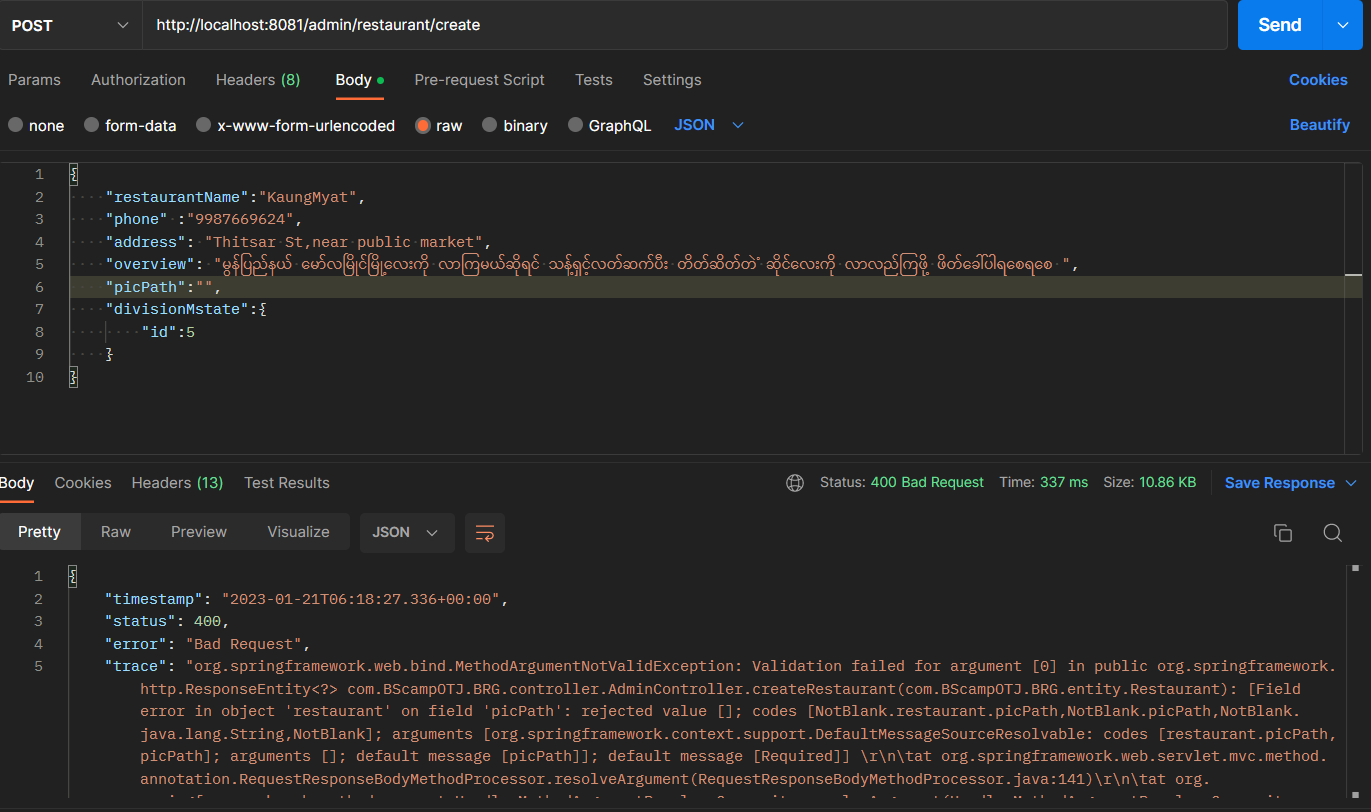 POST http://localhost:8081/admin/restaurant/create Send
Params Authorization Headers (8) Body Pre-request Script Tests Settings Cookies
none form-data x-www-form-urlencoded raw binary GraphQL JSON Beautify
1 {
2 "restaurantName":"KaungMyat",
3 "phone" :"9987669624",
4 "address": "Thitsar St,near public market",
5 "overview": "မွန်ပြည်နယ် မော်လမြိုင်မြို့လေးကို လာကြမယ်ဆိုရင် သန့်ရှင့်လတ်ဆက်ပီး တိတ်ဆိတ်တဲ ဆိုင်လေးကို လာလည်ကြဖို့ ဖိတ်ခေါ်ပါရစေရစေ ",
6 "picPath":"",
7 "divisionMstate":{
8 "id":5
9 }
10 }
Body Cookies Headers (13) Test Results Status: 400 Bad Request Time: 337 ms Size: 10.86 KB Save Response
Pretty Raw Preview Visualize JSON
1 {
2 "timestamp": "2023-01-21T06:18:27.336+00:00",
3 "status": 400,
4 "error": "Bad Request",
5 "trace": "org.springframework.web.bind.MethodArgumentNotValidException: Validation failed for argument [0] in public org.springframework.
http.ResponseEntity<?> com.BScampOTJ.BRG.controller.AdminController.createRestaurant(com.BScampOTJ.BRG.entity.Restaurant): [Field
error in object 'restaurant' on field 'picPath': rejected value []; codes [NotBlank.restaurant.picPath,NotBlank.picPath,NotBlank.
java.lang.String,NotBlank]; arguments [org.springframework.context.support.DefaultMessageSourceResolvable: codes [restaurant.picPath,
picPath]; arguments []; default message [picPath]]; default message [Required]] \r\n\tat org.springframework.web.servlet.mvc.method.
annotation.RequestResponseBodyMethodProcessor.resolveArgument(RequestResponseBodyMethodProcessor.java:141)\r\n\tat org.